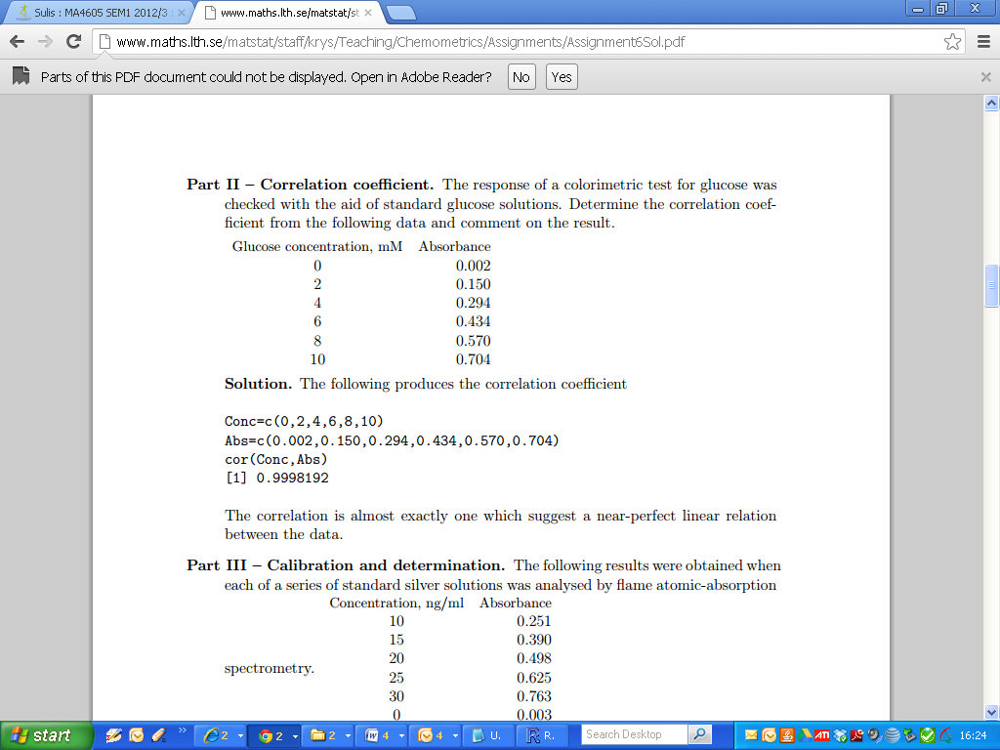 Sulis : MA4605 SEM1 2012/3 :
www.maths.lth.se/matstat/st
www.maths.lth.se/matstat/staff/krys/Teaching/Chemometrics/Assignments/Assignment6Sol.pdf
Parts of this PDF document could not be displayed. Open in Adobe Reader? No Yes
Part II – Correlation coefficient. The response of a colorimetric test for glucose was
checked with the aid of standard glucose solutions. Determine the correlation coef-
ficient from the following data and comment on the result.
Glucose concentration, mM Absorbance
0 0.002
2 0.150
4 0.294
6 0.434
8 0.570
10 0.704
Solution. The following produces the correlation coefficient
Conc=c(0,2,4,6,8,10)
Abs=c(0.002,0.150,0.294,0.434,0.570,0.704)
cor(Conc,Abs)
[1] 0.9998192
The correlation is almost exactly one which suggest a near-perfect linear relation
between the data.
Part III – Calibration and determination. The following results were obtained when
each of a series of standard silver solutions was analysed by flame atomic-absorption
Concentration, ng/ml Absorbance
10 0.251
15 0.390
20 0.498
spectrometry.
25 0.625
30 0.763
0 0.003
start 2 2 2 4 4 U. R. Search Desktop ATI 16:24